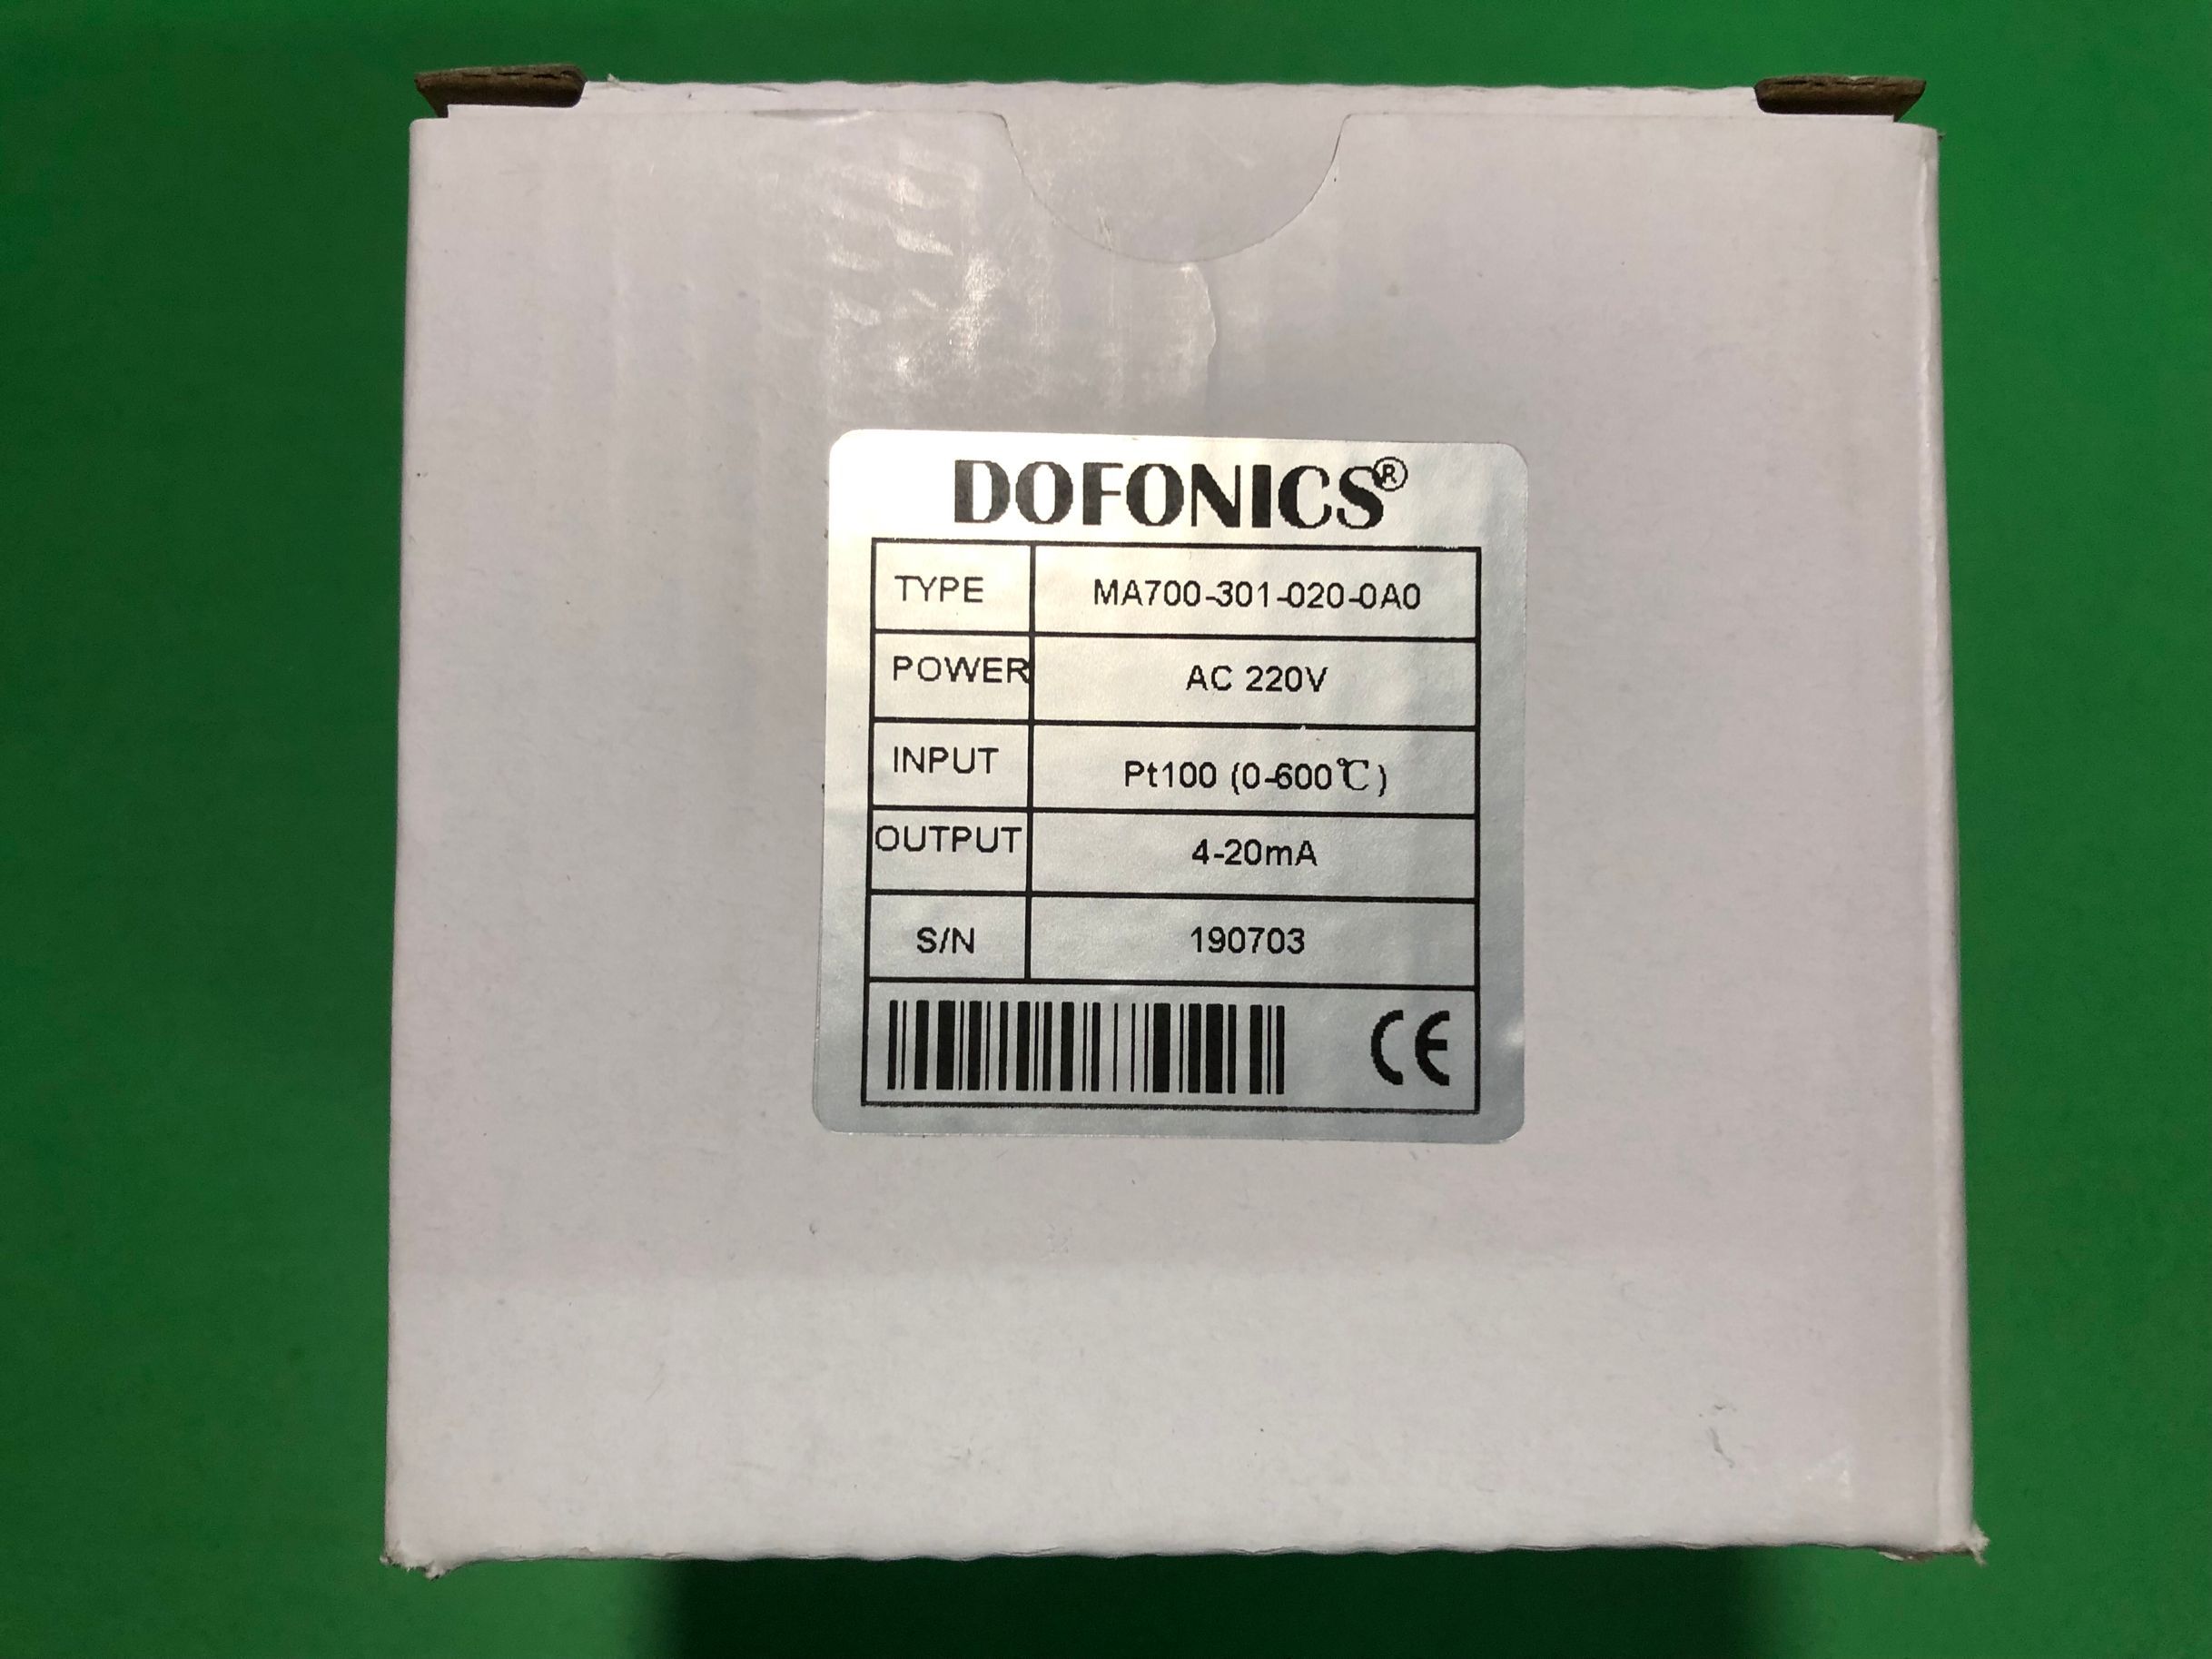 DOFONICS®
TYPE MA700-301-020-0A0
POWER AC 220V
INPUT Pt100 (0-600℃)
OUTPUT 4-20mA
S/N 190703
CE